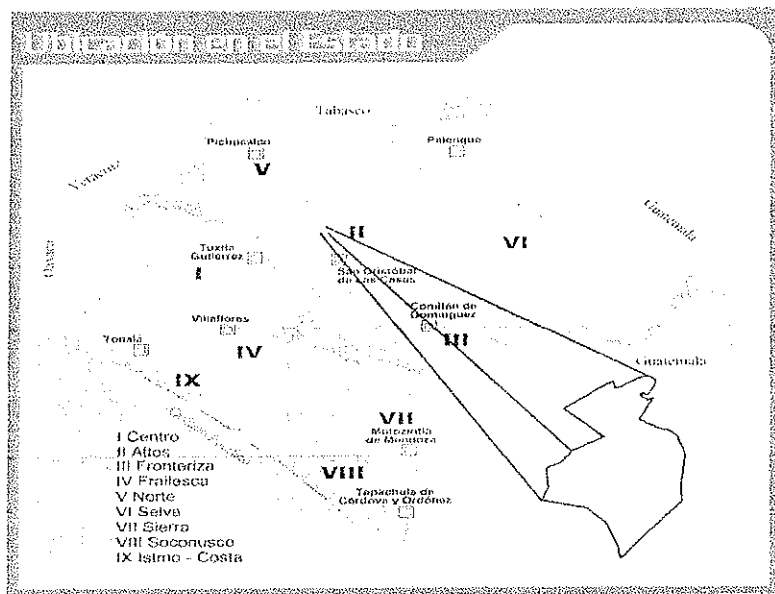 Tabasco
Pichucalco
Palenque
V
Veracruz
Guatemala
II
VI
Tuxtla
Gutiérrez
Oaxaca
I
San Cristóbal
de Las Casas
Comitán de
Domínguez
Villaflores
III
Tonalá
IV
Guatemala
IX
VII
Motozintla
de Mendoza
I Centro
II Altos
III Fronteriza
IV Frailesca
V Norte
VI Selva
VII Sierra
VIII Soconusco
IX Istmo - Costa
VIII
Tapachula de
Córdova y Ordóñez